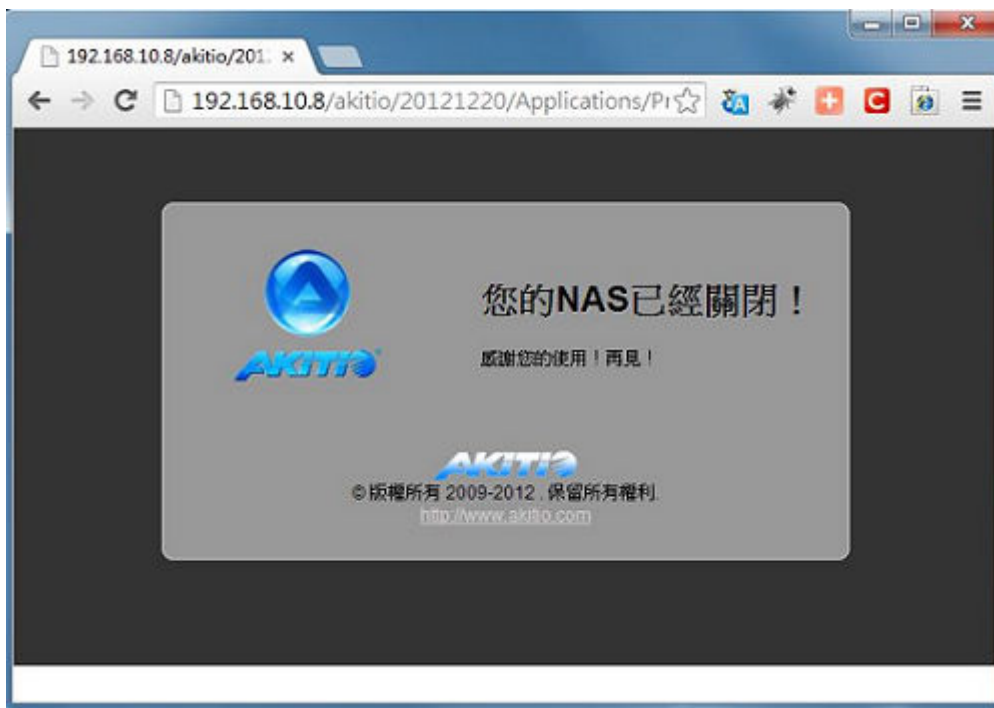 192.168.10.8/akitio/201
192.168.10.8/akitio/20121220/Applications/Pr
您的NAS已經關閉！
AKITIO
感謝您的使用！再見！
AKITIO
© 版權所有 2009-2012 . 保留所有權利.
http://www.akitio.com